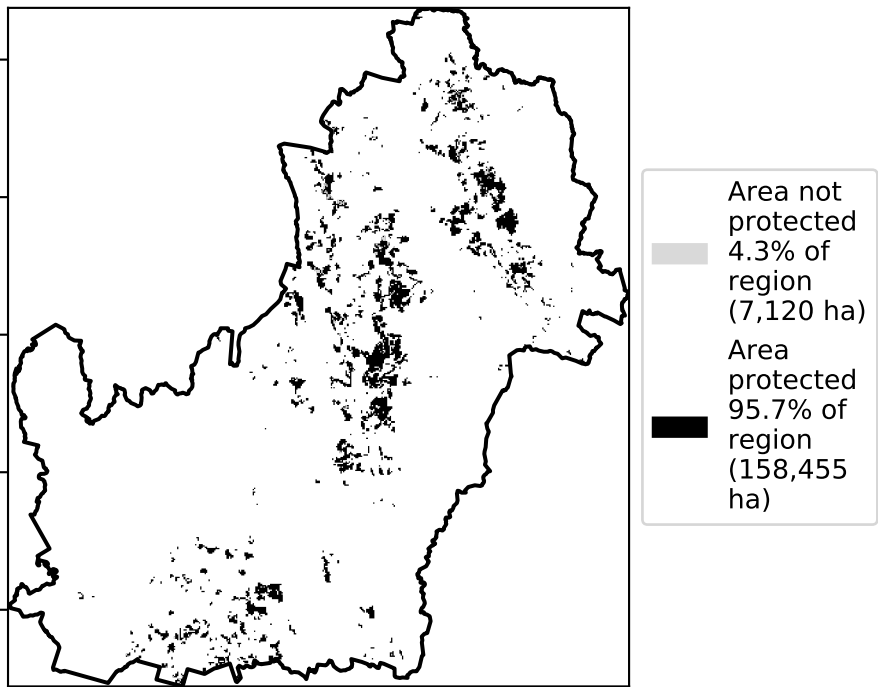 Area not
protected
4.3% of
region
(7,120 ha)
Area
protected
95.7% of
region
(158,455
ha)